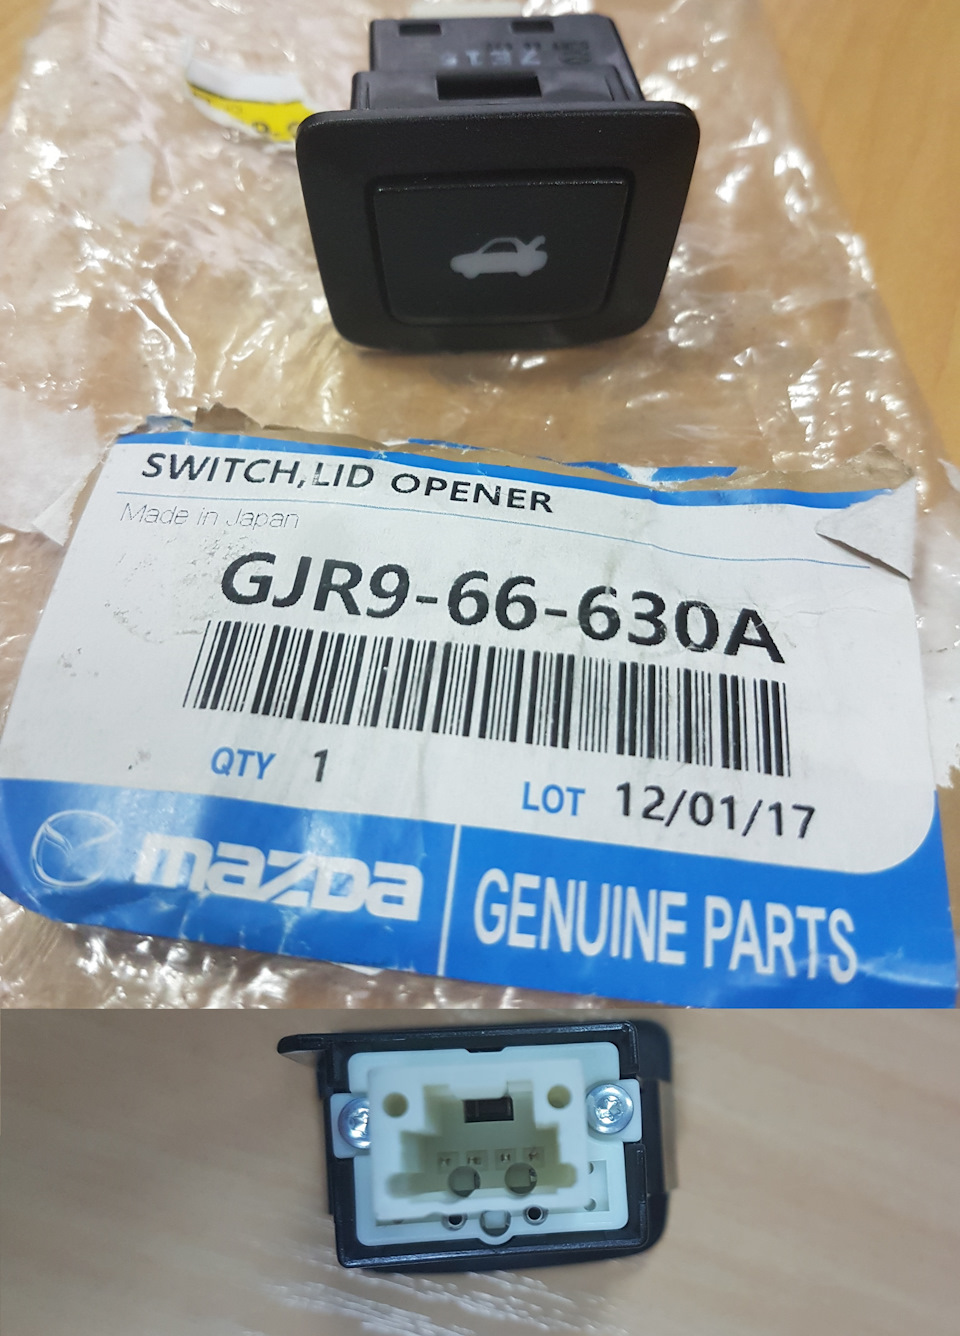 SWITCH,LID OPENER
Made in Japan
GJR9-66-630A
QTY 1
LOT 12/01/17
mazda
GENUINE PARTS